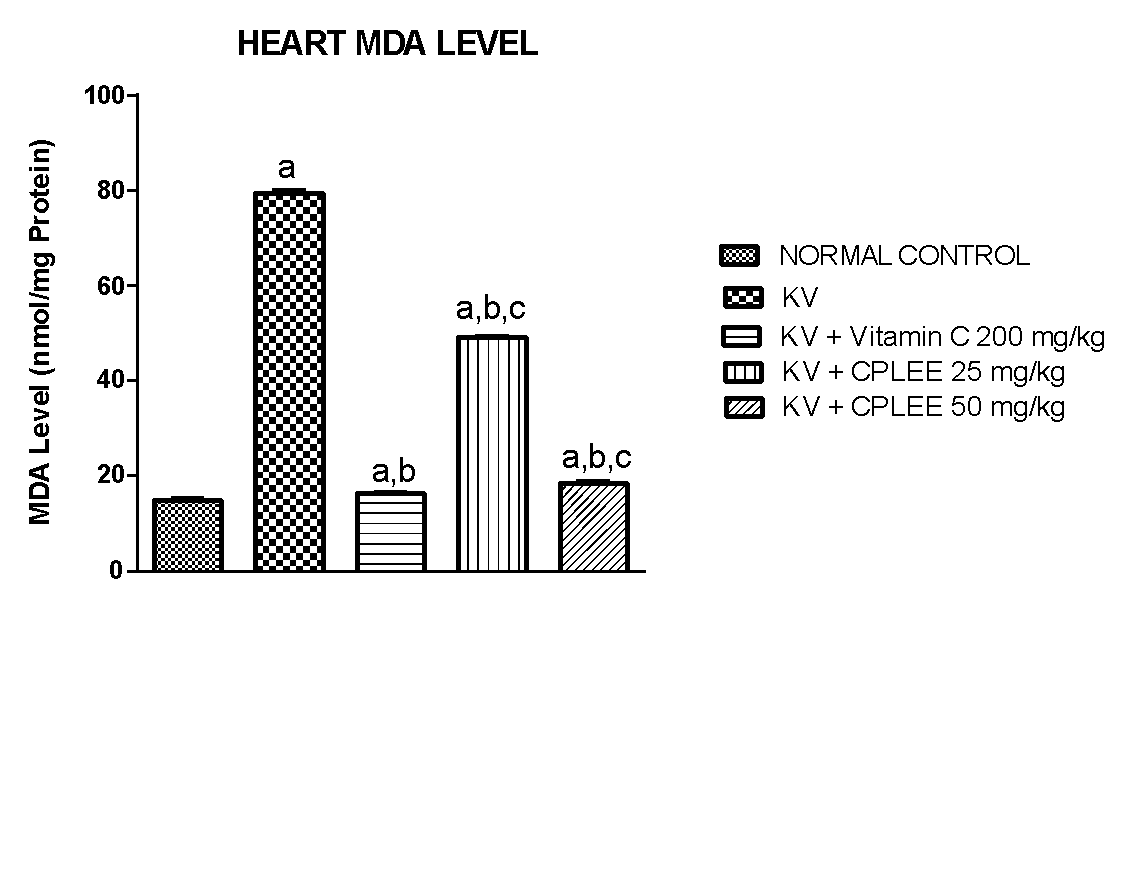 HEART MDA LEVEL
MDA Level (nmol/mg Protein)
100
80
60
40
20
0
a
a,b
a,b,c
a,b,c
NORMAL CONTROL
KV
KV + Vitamin C 200 mg/kg
KV + CPLEE 25 mg/kg
KV + CPLEE 50 mg/kg